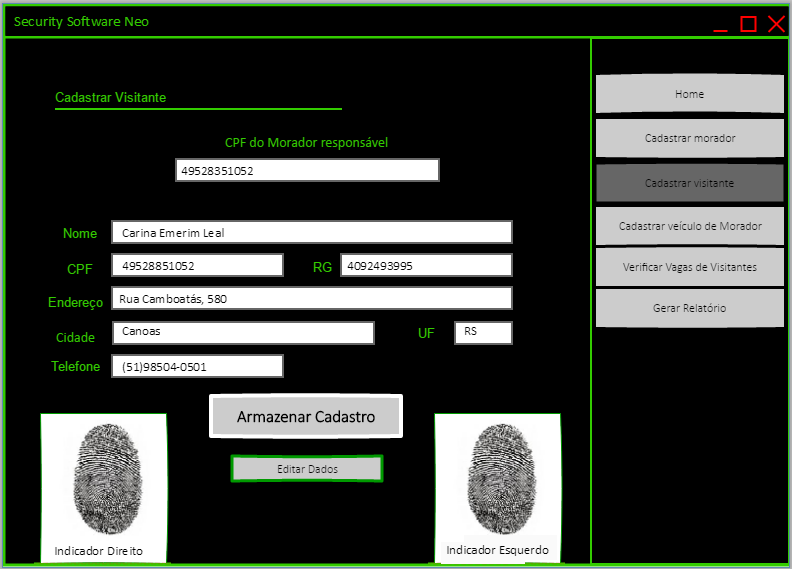 Security Software Neo
Cadastrar Visitante
CPF do Morador responsável
49528351052
Nome
Carina Emerim Leal
CPF
49528851052
RG
4092493995
Endereço
Rua Camboatás, 580
Cidade
Canoas
UF
RS
Telefone
(51)98504-0501
Armazenar Cadastro
Editar Dados
Indicador Direito
Indicador Esquerdo
Home
Cadastrar morador
Cadastrar visitante
Cadastrar veículo de Morador
Verificar Vagas de Visitantes
Gerar Relatório